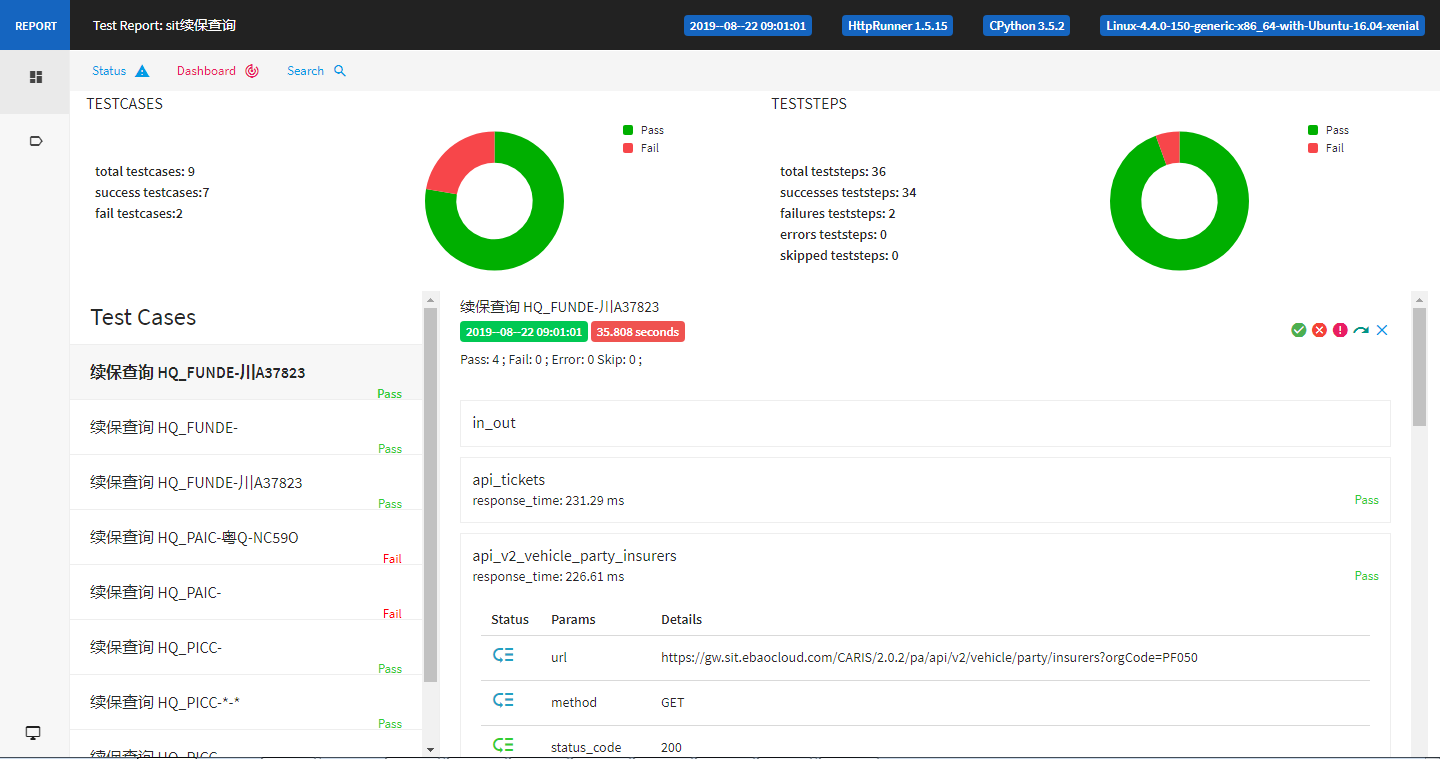 REPORT
Test Report: sit续保查询
2019--08--22 09:01:01
HttpRunner 1.5.15
CPython 3.5.2
Linux-4.4.0-150-generic-x86_64-with-Ubuntu-16.04-xenial
Status
Dashboard
Search
TESTCASES
total testcases: 9
success testcases:7
fail testcases:2
Pass
Fail
TESTSTEPS
total teststeps: 36
successes teststeps: 34
failures teststeps: 2
errors teststeps: 0
skipped teststeps: 0
Pass
Fail
Test Cases
续保查询 HQ_FUNDE-川A37823
Pass
续保查询 HQ_FUNDE-
Pass
续保查询 HQ_FUNDE-川A37823
Pass
续保查询 HQ_PAIC-粤Q-NC59O
Fail
续保查询 HQ_PAIC-
Fail
续保查询 HQ_PICC-
Pass
续保查询 HQ_PICC-*-*
Pass
续保查询 HQ_PICC
续保查询 HQ_FUNDE-川A37823
2019--08--22 09:01:01
35.808 seconds
Pass: 4 ; Fail: 0 ; Error: 0 Skip: 0 ;
in_out
api_tickets
response_time: 231.29 ms
Pass
api_v2_vehicle_party_insurers
response_time: 226.61 ms
Pass
Status Params Details
url https://gw.sit.ebaocloud.com/CARIS/2.0.2/pa/api/v2/vehicle/party/insurers?orgCode=PF050
method GET
status_code 200